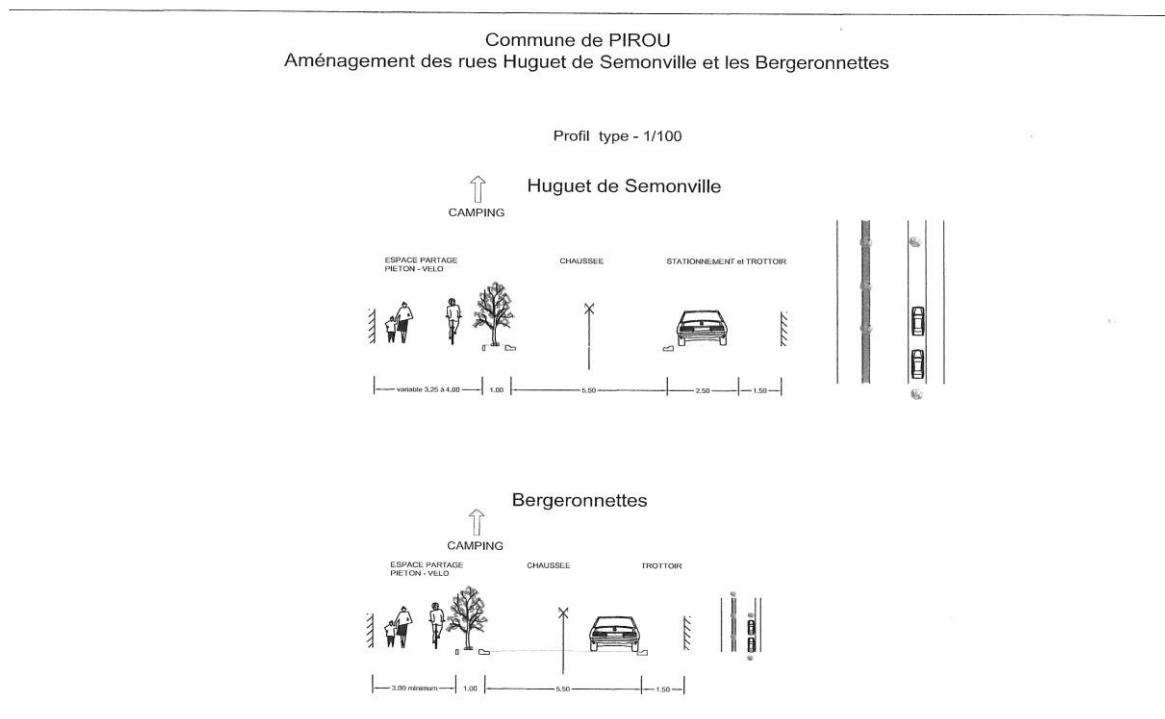 Commune de PIROU
Aménagement des rues Huguet de Semonville et les Bergeronnettes
Profil type - 1/100
Huguet de Semonville
CAMPING
ESPACE PARTAGE
PIETON - VELO
CHAUSSEE
STATIONNEMENT et TROTTOIR
variable 3,25 à 4,00
1.00
5.50
2.50
1.50
Bergeronnettes
CAMPING
ESPACE PARTAGE
PIETON - VELO
CHAUSSEE
TROTTOIR
3,00 minimum
1.00
5.50
1.50